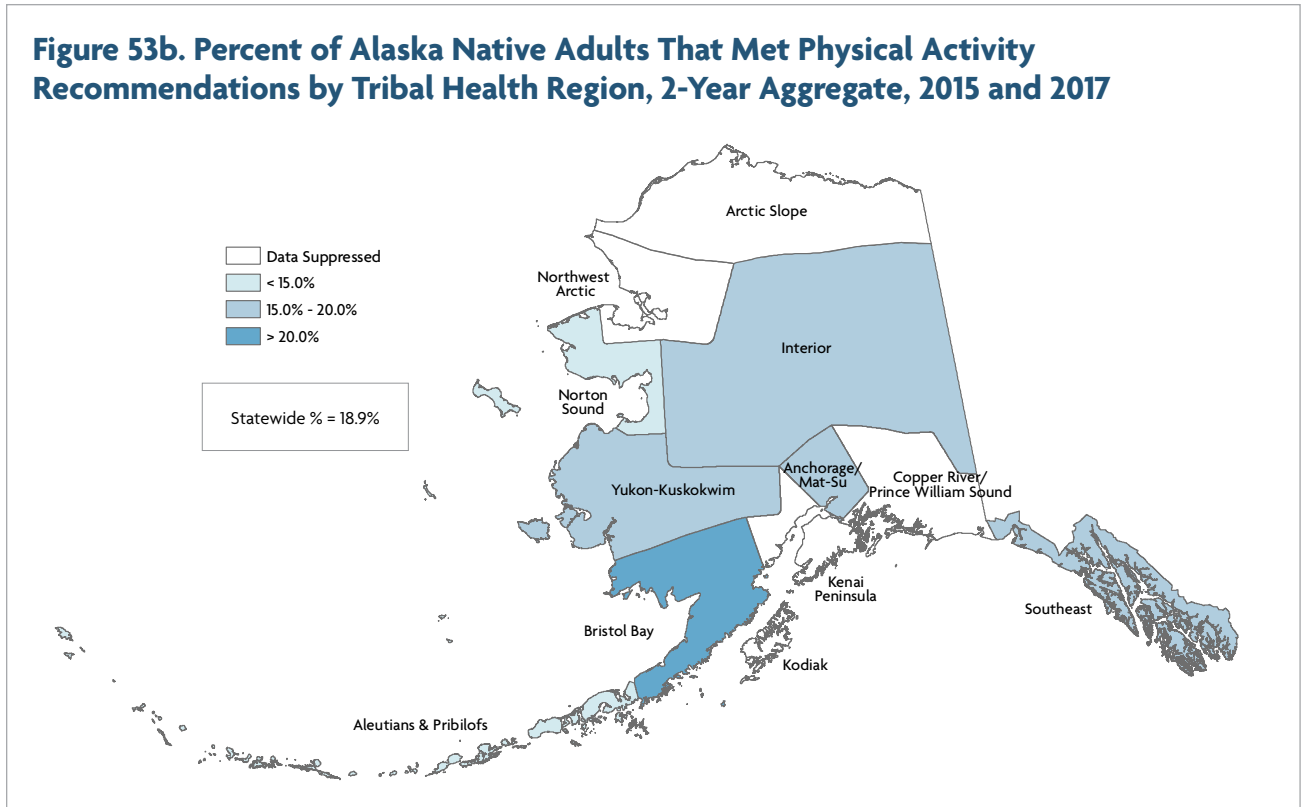 Figure 53b. Percent of Alaska Native Adults That Met Physical Activity
Recommendations by Tribal Health Region, 2-Year Aggregate, 2015 and 2017
Arctic Slope
Data Suppressed
< 15.0%
15.0% - 20.0%
> 20.0%
Northwest
Arctic
Interior
Statewide % = 18.9%
Norton
Sound
Anchorage/
Mat-Su
Copper River/
Prince William Sound
Yukon-Kuskokwim
Kenai
Peninsula
Southeast
Bristol Bay
Kodiak
Aleutians & Pribilofs